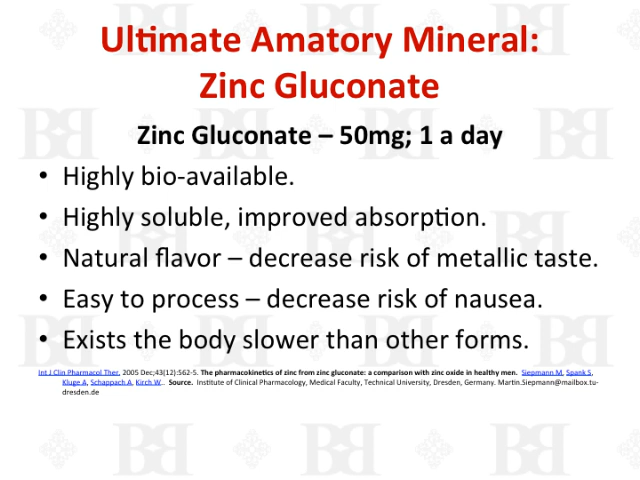 Ultimate Amatory Mineral:
Zinc Gluconate
Zinc Gluconate – 50mg; 1 a day
• Highly bio-available.
• Highly soluble, improved absorption.
• Natural flavor – decrease risk of metallic taste.
• Easy to process – decrease risk of nausea.
• Exists the body slower than other forms.
Int J Clin Pharmacol Ther. 2005 Dec;43(12):562-5. The pharmacokinetics of zinc from zinc gluconate: a comparison with zinc oxide in healthy men. Siepmann M, Spank S,
Kluge A, Schappach A, Kirch W.. Source. Institute of Clinical Pharmacology, Medical Faculty, Technical University, Dresden, Germany. Martin.Siepmann@mailbox.tu-
dresden.de